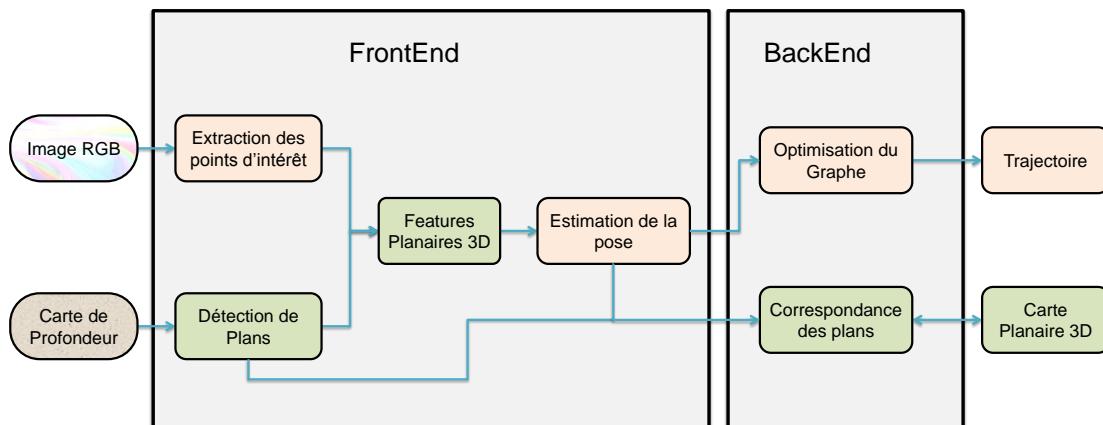 FrontEnd
BackEnd
Image RGB
Extraction des
points d'intérêt
Optimisation du
Graphe
Trajectoire
Features
Planaires 3D
Estimation de la
pose
Carte de
Profondeur
Détection de
Plans
Correspondance
des plans
Carte
Planaire 3D